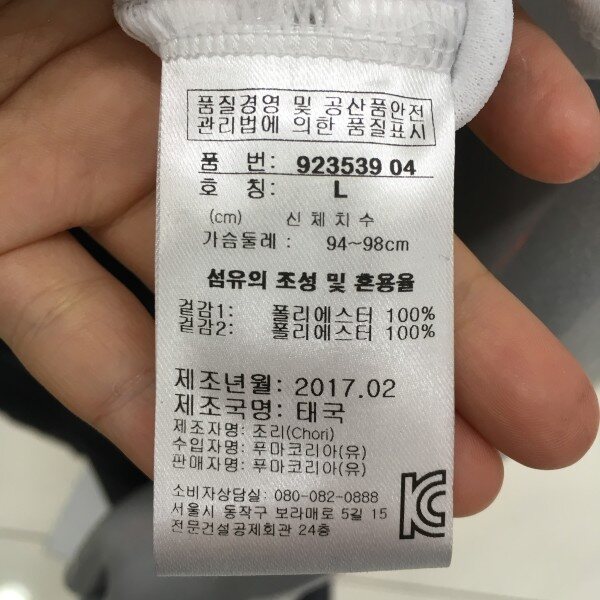 품질경영 및 공산품안전
관리법에 의한 품질표시
품 번: 923539 04
호 칭: L
(cm) 신체치수
가슴둘레 : 94~98cm
섬유의 조성 및 혼용율
겉감1: 폴리에스터 100%
겉감2: 폴리에스터 100%
제조년월: 2017.02
제조국명: 태국
제조자명: 조리(Chori)
수입자명: 푸마코리아(유)
판매자명: 푸마코리아(유)
소비자상담실: 080-082-0888
서울시 동작구 보라매로 5길 15
전문건설공제회관 24층
KC